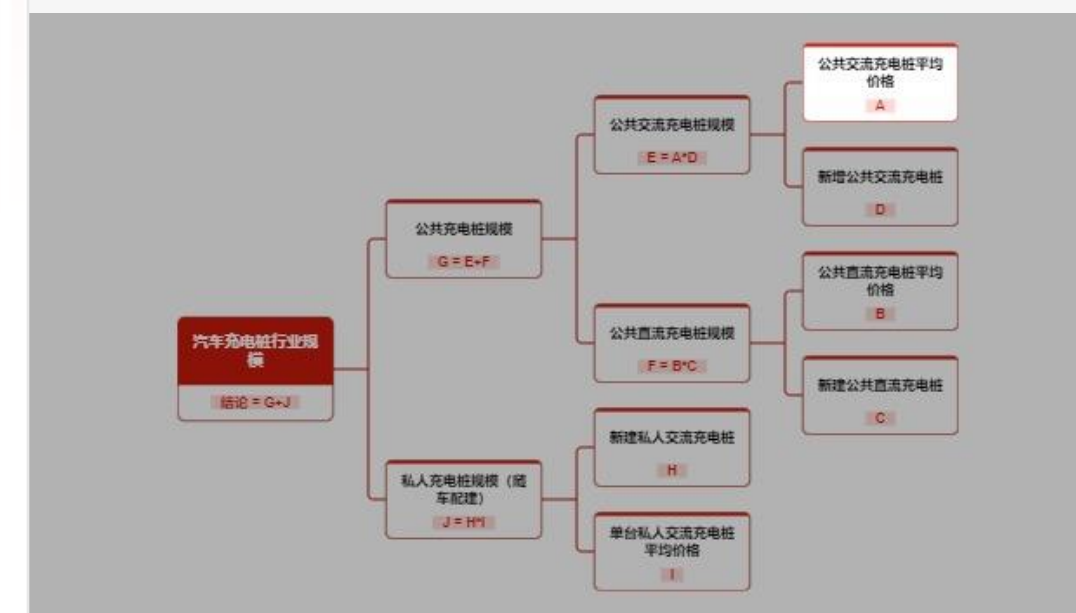 公共交流充电桩平均
价格
A
公共交流充电桩规模
E = A*D
新增公共交流充电桩
D
公共充电桩规模
G = E+F
公共直流充电桩平均
价格
B
公共直流充电桩规模
F = B*C
新建公共直流充电桩
C
汽车充电桩行业规
模
结论 = G+J
新建私人交流充电桩
H
私人充电桩规模（随
车配建）
J = H*I
单台私人交流充电桩
平均价格
I